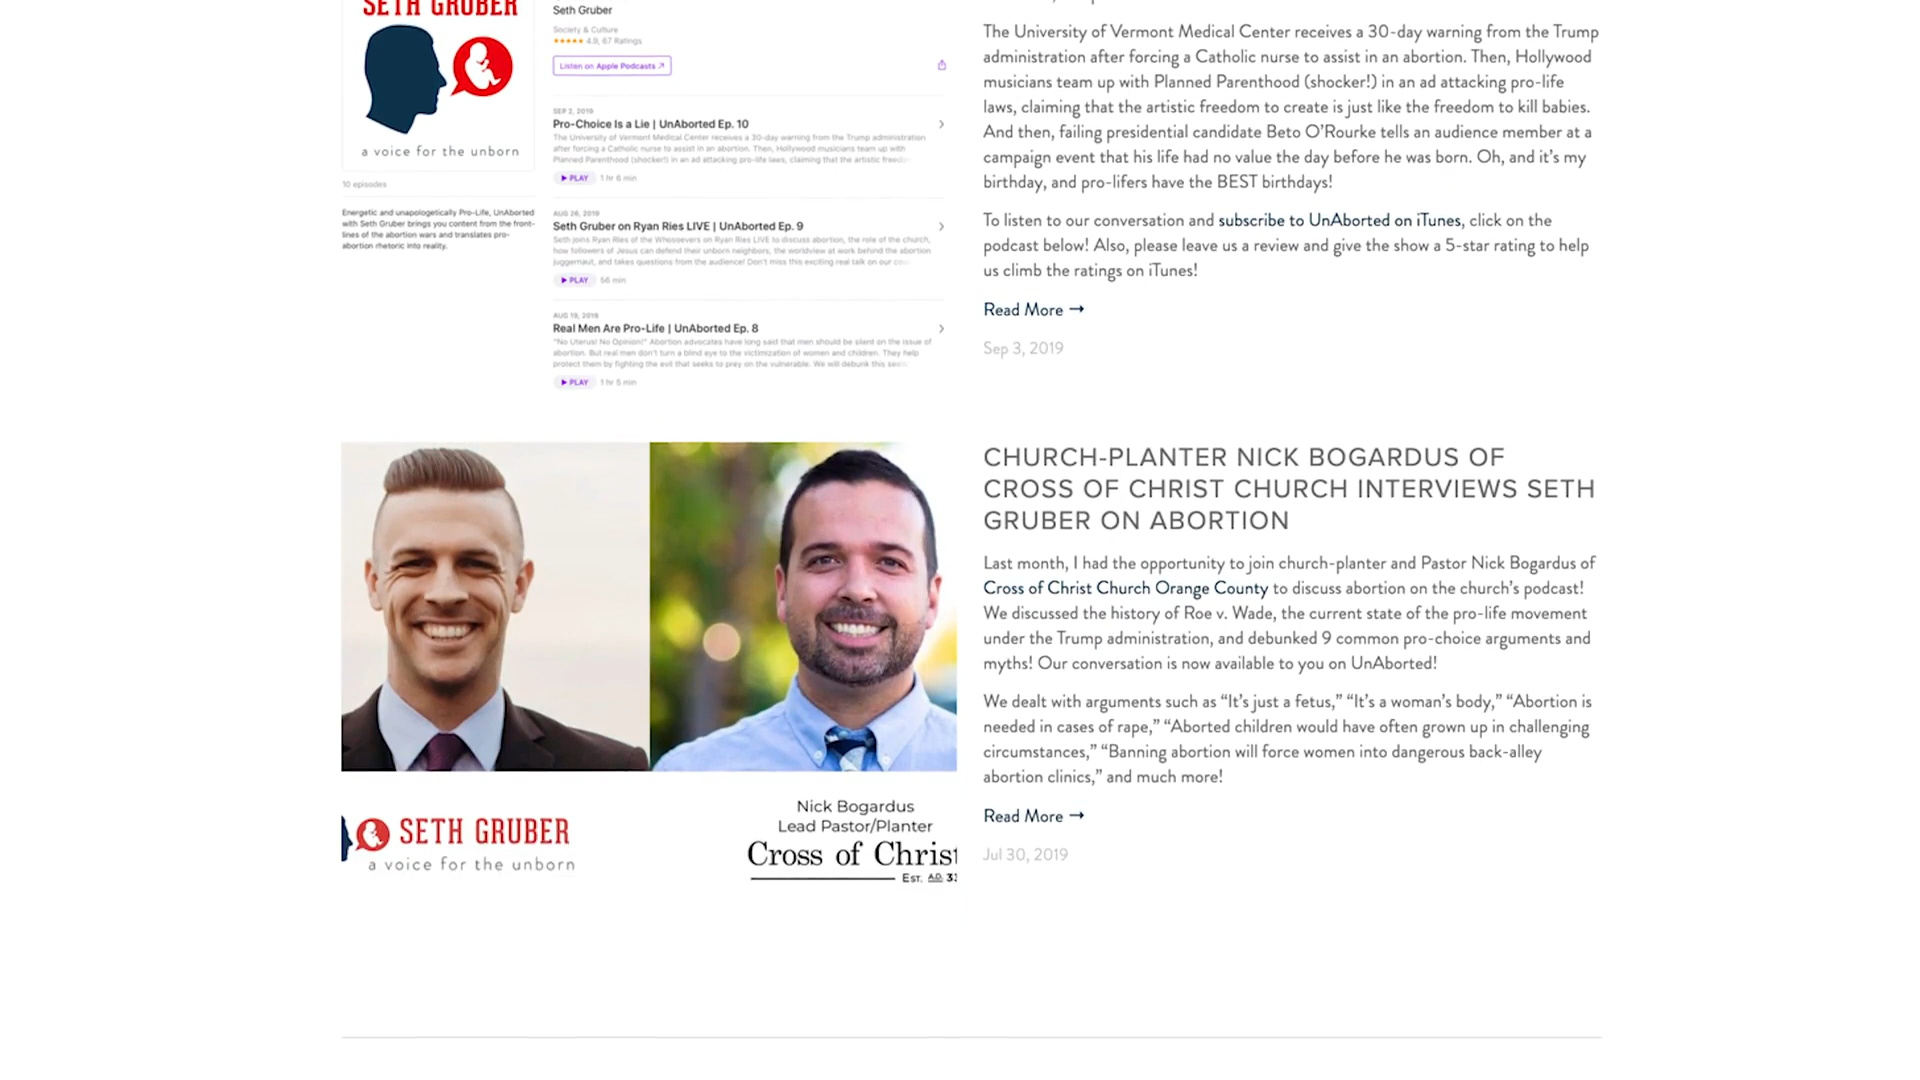 SETH GRUBER
a voice for the unborn
10 episodes
Energetic and unapologetically Pro-Life, UnAborted
with Seth Gruber brings you content from the front-
lines of the abortion wars and translates pro-
abortion rhetoric into reality.
Seth Gruber
Society & Culture
★★★★★ 4.9, 67 Ratings
Listen on Apple Podcasts ↗
SEP 2, 2019
Pro-Choice Is a Lie | UnAborted Ep. 10
The University of Vermont Medical Center receives a 30-day warning from the Trump administration
after forcing a Catholic nurse to assist in an abortion. Then, Hollywood musicians team up with
Planned Parenthood (shocker!) in an ad attacking pro-life laws, claiming that the artistic
PLAY 1 hr 6 min
AUG 26, 2019
Seth Gruber on Ryan Ries LIVE | UnAborted Ep. 9
Seth joins Ryan Ries of the Whosoevers on Ryan Ries LIVE to discuss abortion, the role of the church,
how followers of Jesus can defend their unborn neighbors, the worldview at work behind the abortion
juggernaut, and takes questions from the audience! Don't miss this exciting real talk on our
PLAY 56 min
AUG 19, 2019
Real Men Are Pro-Life | UnAborted Ep. 8
"No Uterus! No Opinion!" Abortion advocates have long said that men should be silent on the issue of
abortion. But real men don't turn a blind eye to the victimization of women and children. They help
protect them by fighting the evil that seeks to prey on the vulnerable. We will debunk this
PLAY 1 hr 5 min
The University of Vermont Medical Center receives a 30-day warning from the Trump
administration after forcing a Catholic nurse to assist in an abortion. Then, Hollywood
musicians team up with Planned Parenthood (shocker!) in an ad attacking pro-life
laws, claiming that the artistic freedom to create is just like the freedom to kill babies.
And then, failing presidential candidate Beto O'Rourke tells an audience member at a
campaign event that his life had no value the day before he was born. Oh, and it's my
birthday, and pro-lifers have the BEST birthdays!
To listen to our conversation and subscribe to UnAborted on iTunes, click on the
podcast below! Also, please leave us a review and give the show a 5-star rating to help
us climb the ratings on iTunes!
Read More →
Sep 3, 2019
CHURCH-PLANTER NICK BOGARDUS OF
CROSS OF CHRIST CHURCH INTERVIEWS SETH
GRUBER ON ABORTION
Last month, I had the opportunity to join church-planter and Pastor Nick Bogardus of
Cross of Christ Church Orange County to discuss abortion on the church's podcast!
We discussed the history of Roe v. Wade, the current state of the pro-life movement
under the Trump administration, and debunked 9 common pro-choice arguments and
myths! Our conversation is now available to you on UnAborted!
We dealt with arguments such as “It's just a fetus,” “It's a woman's body,” “Abortion is
needed in cases of rape,” “Aborted children would have often grown up in challenging
circumstances,” “Banning abortion will force women into dangerous back-alley
abortion clinics,” and much more!
Read More →
Jul 30, 2019
SETH GRUBER
a voice for the unborn
Nick Bogardus
Lead Pastor/Planter
Cross of Christ
EST. A.D. 33